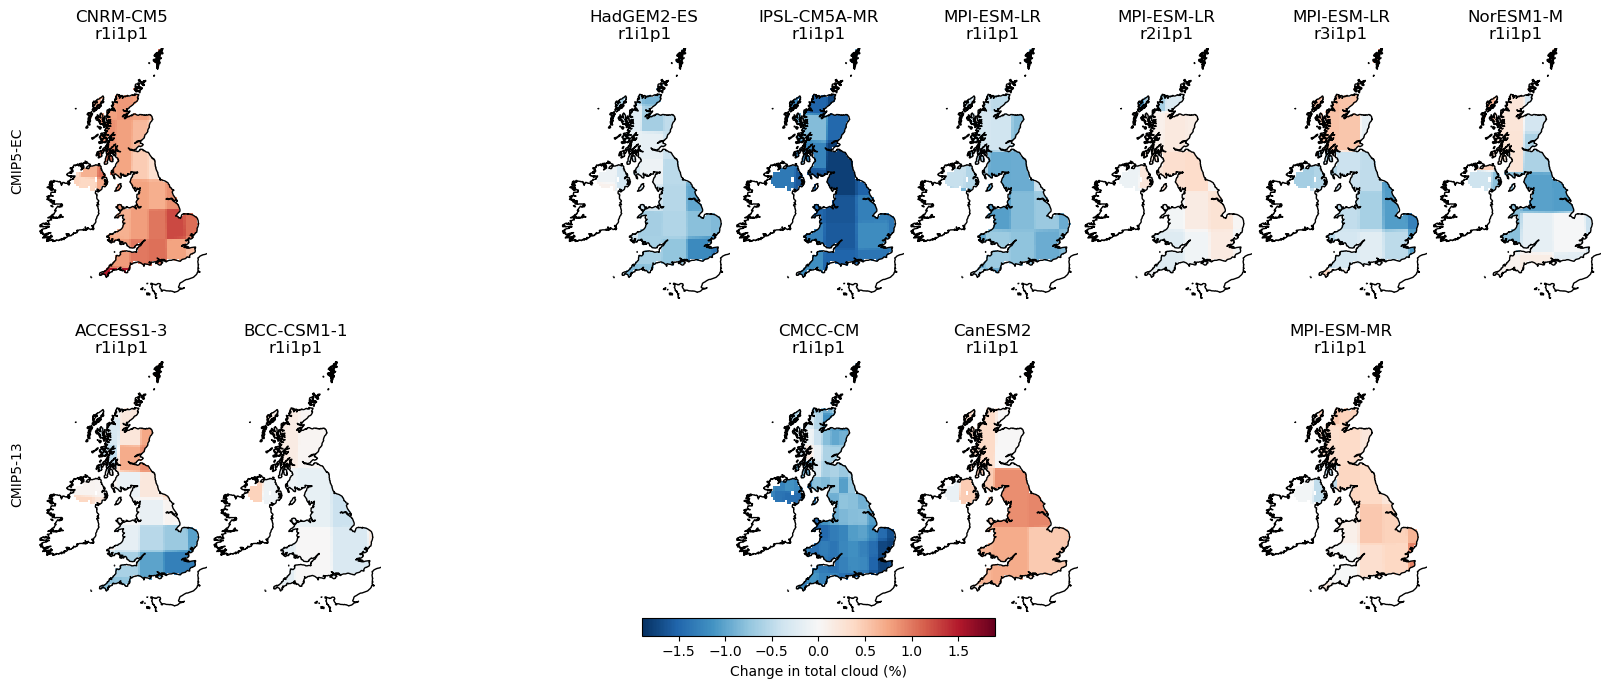 CNRM-CM5
r1i1p1
HadGEM2-ES
r1i1p1
IPSL-CM5A-MR
r1i1p1
MPI-ESM-LR
r1i1p1
MPI-ESM-LR
r2i1p1
MPI-ESM-LR
r3i1p1
NorESM1-M
r1i1p1
CMIP5-EC
ACCESS1-3
r1i1p1
BCC-CSM1-1
r1i1p1
CMCC-CM
r1i1p1
CanESM2
r1i1p1
MPI-ESM-MR
r1i1p1
CMIP5-13
−1.5 −1.0 −0.5 0.0 0.5 1.0 1.5
Change in total cloud (%)